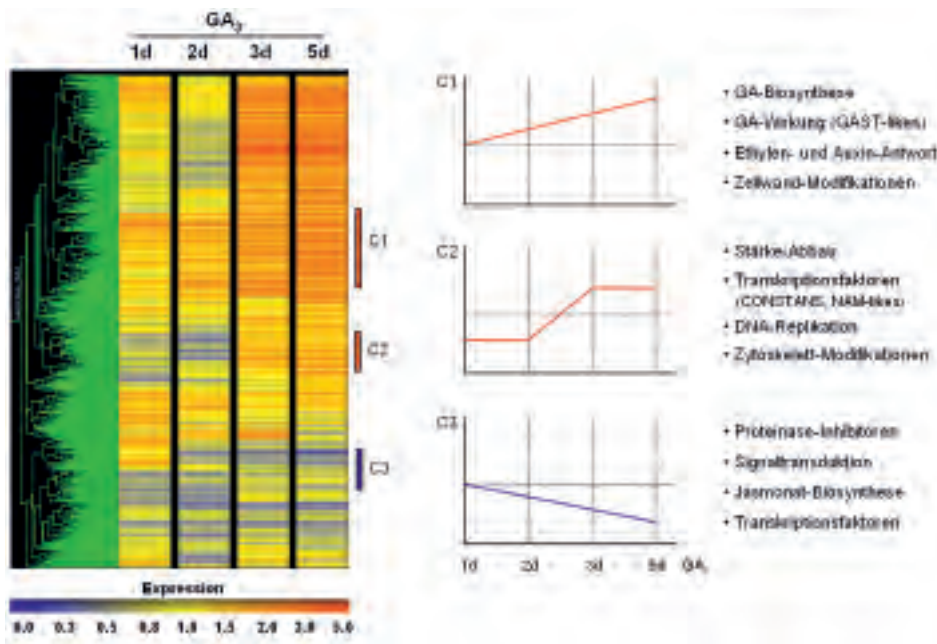 GA3
1d 2d 3d 5d
C1
C2
C3
Expression
0.0 0.3 0.5 0.8 1.0 1.5 2.0 3.0 5.0
C1
• GA-Biosynthese
• GA-Wirkung (GAST-likes)
• Ethylen- und Auxin-Antwort
• Zellwand-Modifikationen
C2
• Stärke-Abbau
• Transkriptionsfaktoren
(CONSTANS, NAM-likes)
• DNA-Replikation
• Zytoskelett-Modifikationen
C3
• Proteinase-Inhibitoren
• Signaltransduktion
• Jasmonat-Biosynthese
• Transkriptionsfaktoren
1d 2d 3d 5d GA3